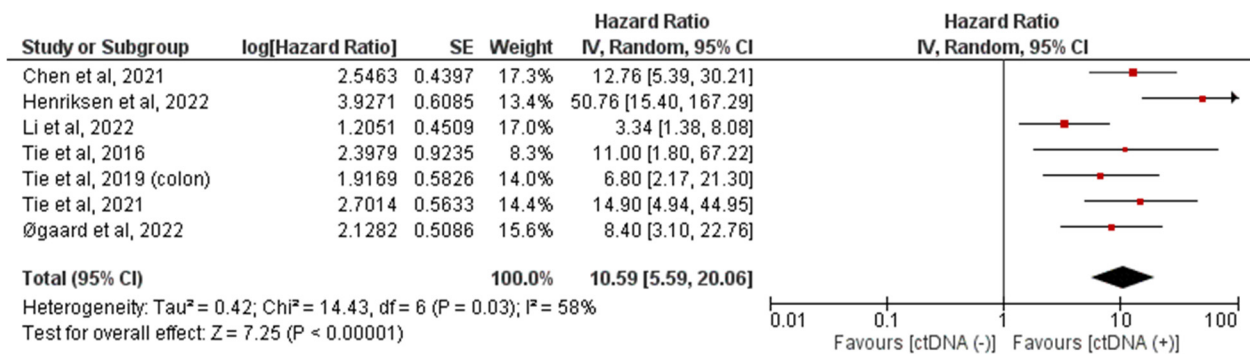 Hazard Ratio Hazard Ratio
Study or Subgroup log[Hazard Ratio] SE Weight IV, Random, 95% CI IV, Random, 95% CI
Chen et al, 2021 2.5463 0.4397 17.3% 12.76 [5.39, 30.21]
Henriksen et al, 2022 3.9271 0.6085 13.4% 50.76 [15.40, 167.29]
Li et al, 2022 1.2051 0.4509 17.0% 3.34 [1.38, 8.08]
Tie et al, 2016 2.3979 0.9235 8.3% 11.00 [1.80, 67.22]
Tie et al, 2019 (colon) 1.9169 0.5826 14.0% 6.80 [2.17, 21.30]
Tie et al, 2021 2.7014 0.5633 14.4% 14.90 [4.94, 44.95]
Øgaard et al, 2022 2.1282 0.5086 15.6% 8.40 [3.10, 22.76]
Total (95% CI) 100.0% 10.59 [5.59, 20.06]
Heterogeneity: Tau² = 0.42; Chi² = 14.43, df = 6 (P = 0.03); I² = 58%
Test for overall effect: Z = 7.25 (P < 0.00001)
0.01 0.1 1 10 100
Favours [ctDNA (-)] Favours [ctDNA (+)]